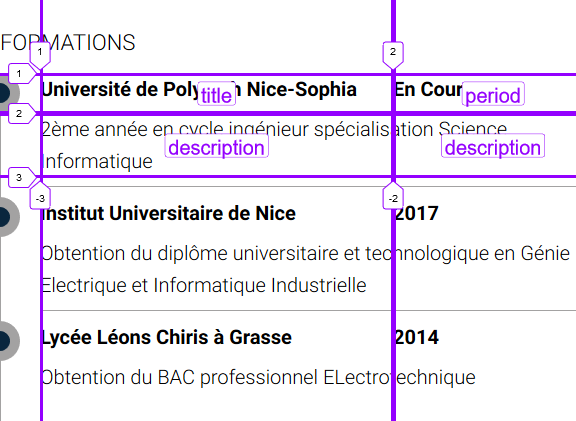 FORMATIONS
1 2
1
Université de Poly h Nice-Sophia En Cour
title period
2
2ème année en cycle ingénieur spécialisation Science
description description
Informatique
3
-3 -2
Institut Universitaire de Nice 2017
Obtention du diplôme universitaire et technologique en Génie
Electrique et Informatique Industrielle
Lycée Léons Chiris à Grasse 2014
Obtention du BAC professionnel ELectrotechnique